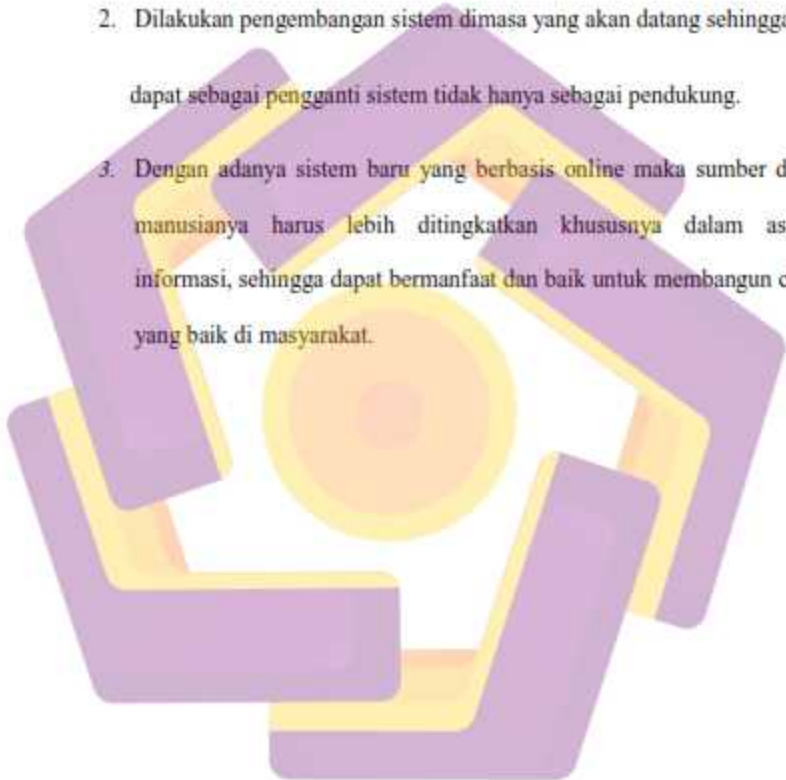 2. Dilakukan pengembangan sistem dimasa yang akan datang sehingga
dapat sebagai pengganti sistem tidak hanya sebagai pendukung.
3. Dengan adanya sistem baru yang berbasis online maka sumber d
manusianya harus lebih ditingkatkan khususnya dalam as
informasi, sehingga dapat bermanfaat dan baik untuk membangun c
yang baik di masyarakat.